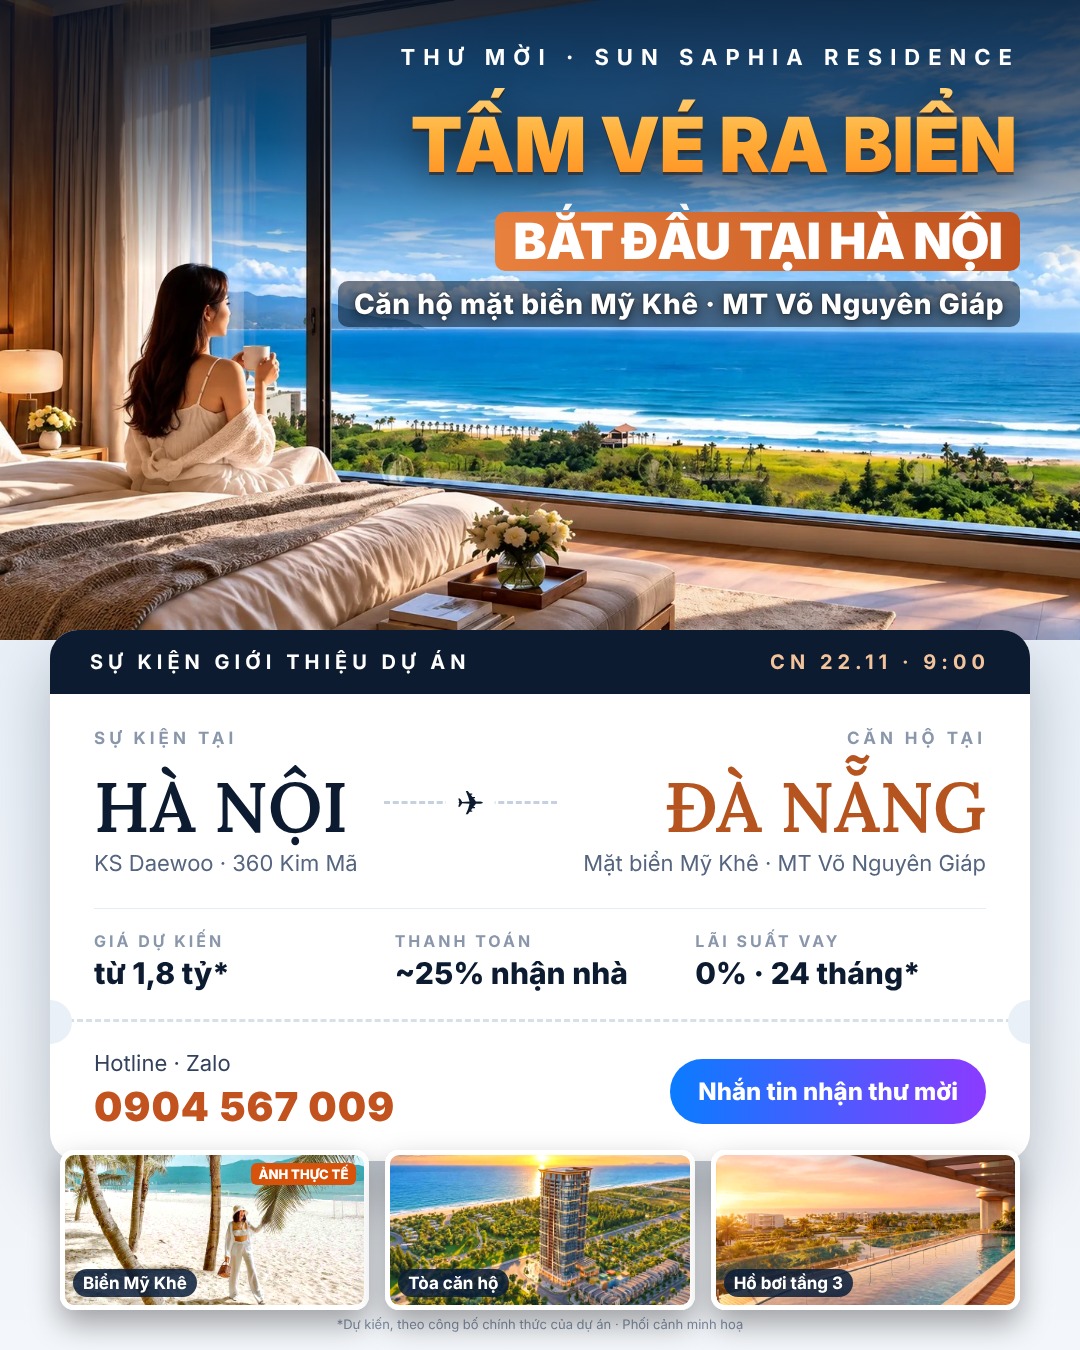 THƯ MỜI · SUN SAPHIA RESIDENCE
TẤM VÉ RA BIỂN
BẮT ĐẦU TẠI HÀ NỘI
Căn hộ mặt biển Mỹ Khê · MT Võ Nguyên Giáp
SỰ KIỆN GIỚI THIỆU DỰ ÁN
CN 22.11 · 9:00
SỰ KIỆN TẠI
CĂN HỘ TẠI
HÀ NỘI
ĐÀ NẴNG
KS Daewoo · 360 Kim Mã
Mặt biển Mỹ Khê · MT Võ Nguyên Giáp
GIÁ DỰ KIẾN
THANH TOÁN
LÃI SUẤT VAY
từ 1,8 tỷ*
~25% nhận nhà
0% · 24 tháng*
Hotline · Zalo
0904 567 009
Nhắn tin nhận thư mời
ẢNH THỰC TẾ
Biển Mỹ Khê
Tòa căn hộ
Hồ bơi tầng 3
*Dự kiến, theo công bố chính thức của dự án · Phối cảnh minh hoạ